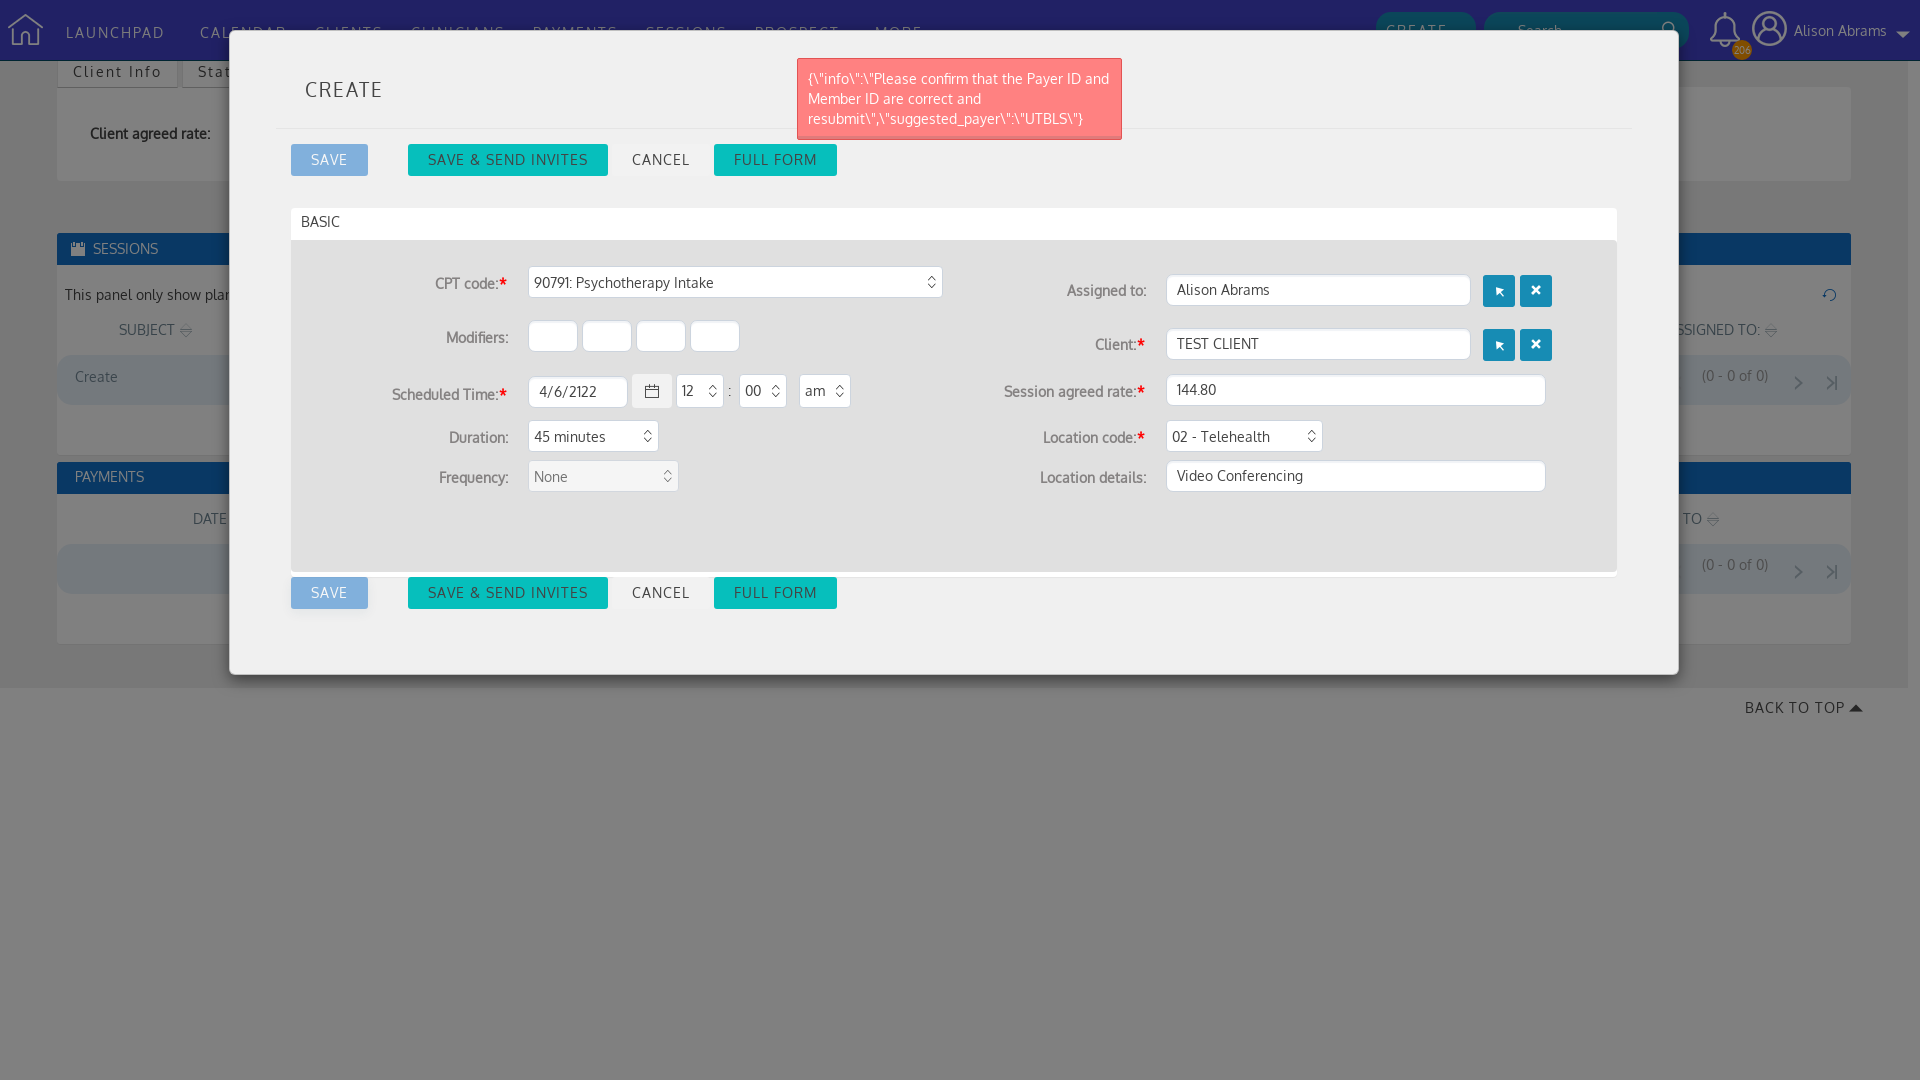 LAUNCHPAD CALENDAR CLIENTS CLINICIANS PAYMENTS SESSIONS PROSPECT MORE CREATE Search 206 Alison Abrams
Client Info Stat
Client agreed rate:
CREATE
{\"info\":\"Please confirm that the Payer ID and
Member ID are correct and
resubmit\",\"suggested_payer\":\"UTBLS\"}
SAVE SAVE & SEND INVITES CANCEL FULL FORM
BASIC
SESSIONS
This panel only show plan
SUBJECT
SSIGNED TO:
Create
(0 - 0 of 0)
CPT code:* 90791: Psychotherapy Intake
Assigned to: Alison Abrams
Modifiers:
Client:* TEST CLIENT
Scheduled Time:* 4/6/2122 12 : 00 am
Session agreed rate:* 144.80
Duration: 45 minutes
Location code:* 02 - Telehealth
Frequency: None
Location details: Video Conferencing
PAYMENTS
DATE
TO
(0 - 0 of 0)
SAVE SAVE & SEND INVITES CANCEL FULL FORM
BACK TO TOP